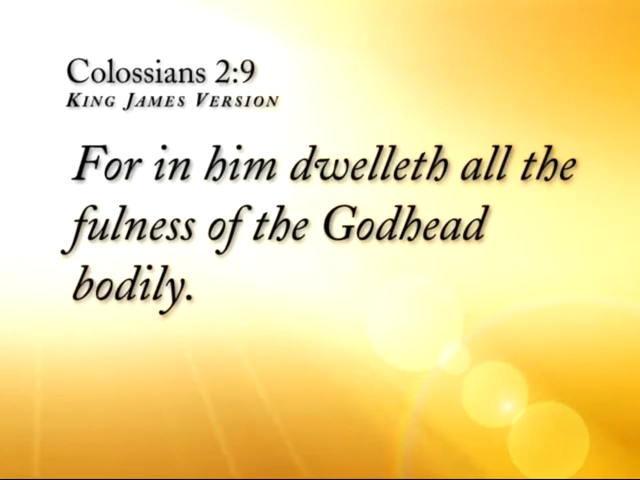 Colossians 2:9
KING JAMES VERSION
For in him dwelleth all the
fulness of the Godhead
bodily.